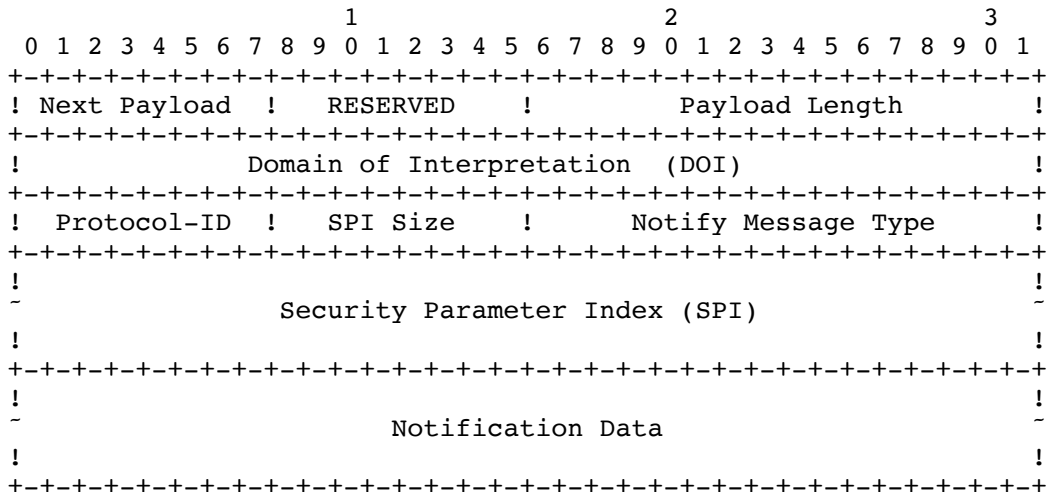 1                   2                   3
 0 1 2 3 4 5 6 7 8 9 0 1 2 3 4 5 6 7 8 9 0 1 2 3 4 5 6 7 8 9 0 1
+-+-+-+-+-+-+-+-+-+-+-+-+-+-+-+-+-+-+-+-+-+-+-+-+-+-+-+-+-+-+-+-+
! Next Payload  !   RESERVED    !         Payload Length        !
+-+-+-+-+-+-+-+-+-+-+-+-+-+-+-+-+-+-+-+-+-+-+-+-+-+-+-+-+-+-+-+-+
!              Domain of Interpretation  (DOI)                  !
+-+-+-+-+-+-+-+-+-+-+-+-+-+-+-+-+-+-+-+-+-+-+-+-+-+-+-+-+-+-+-+-+
!  Protocol-ID  !   SPI Size    !      Notify Message Type      !
+-+-+-+-+-+-+-+-+-+-+-+-+-+-+-+-+-+-+-+-+-+-+-+-+-+-+-+-+-+-+-+-+
!                                                               !
~                Security Parameter Index (SPI)                 ~
!                                                               !
+-+-+-+-+-+-+-+-+-+-+-+-+-+-+-+-+-+-+-+-+-+-+-+-+-+-+-+-+-+-+-+-+
!                                                               !
~                       Notification Data                       ~
!                                                               !
+-+-+-+-+-+-+-+-+-+-+-+-+-+-+-+-+-+-+-+-+-+-+-+-+-+-+-+-+-+-+-+-+